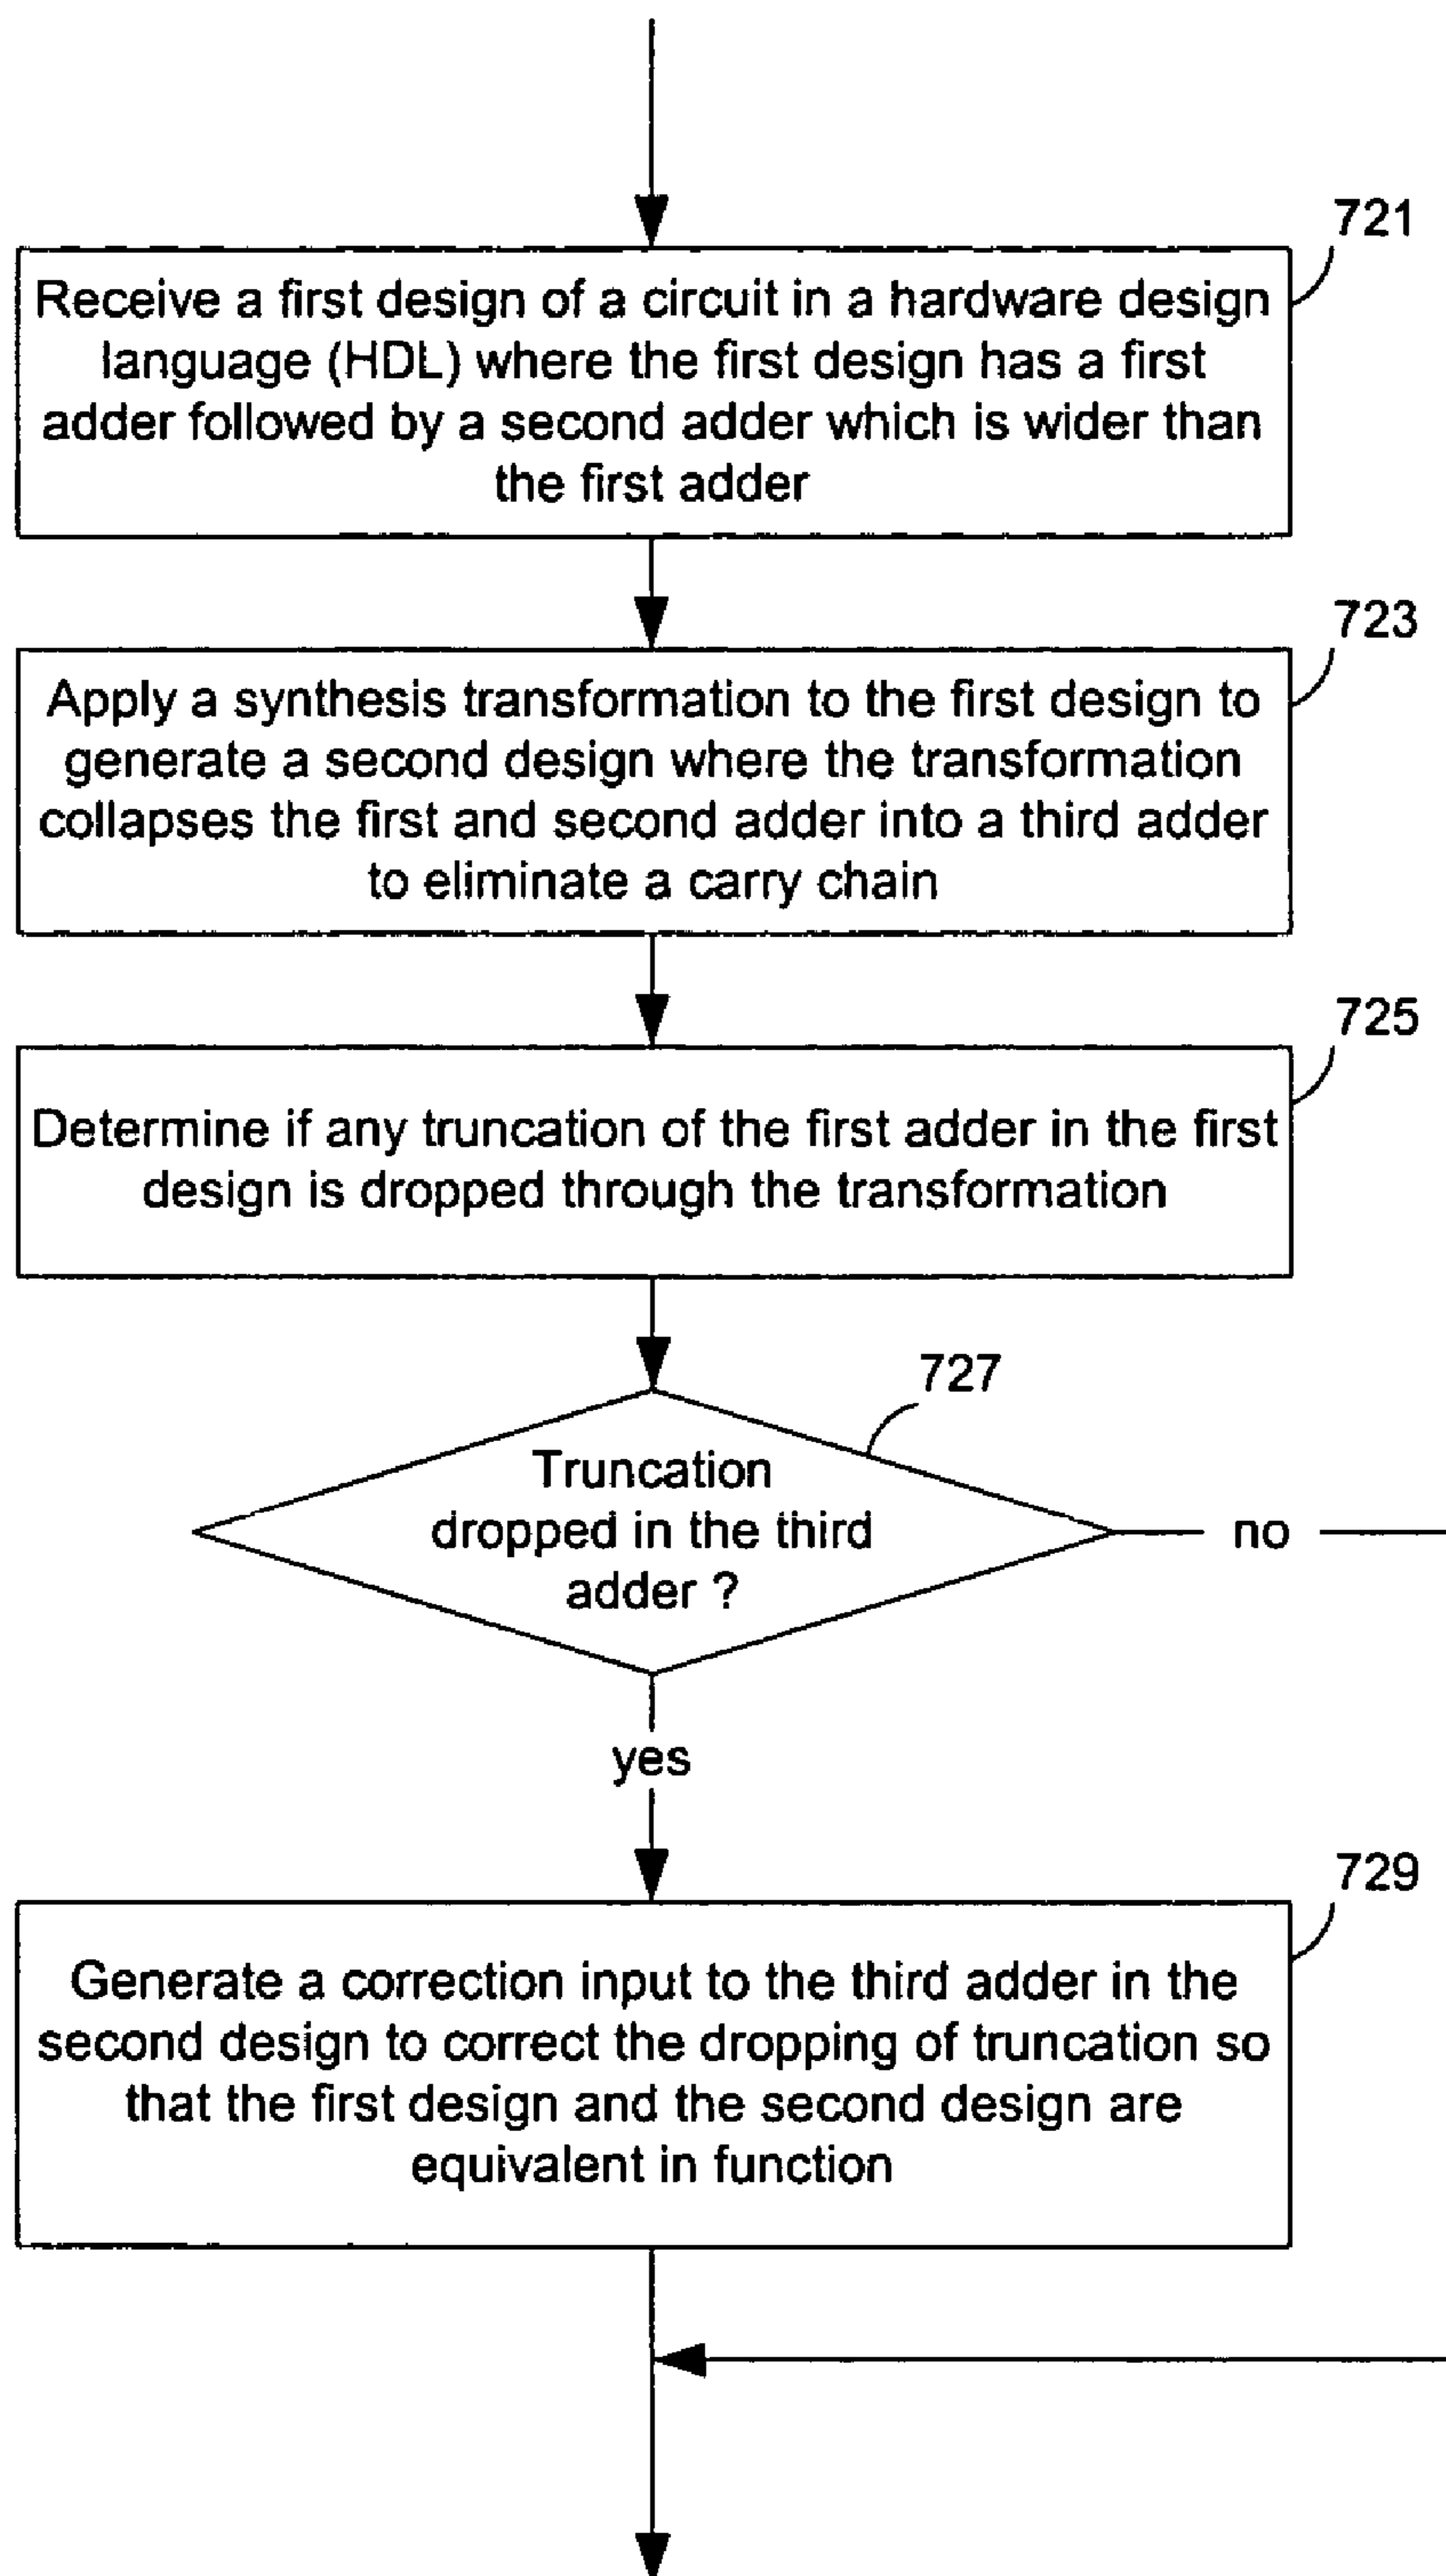 721
Receive a first design of a circuit in a hardware design
language (HDL) where the first design has a first
adder followed by a second adder which is wider than
the first adder
723
Apply a synthesis transformation to the first design to
generate a second design where the transformation
collapses the first and second adder into a third adder
to eliminate a carry chain
725
Determine if any truncation of the first adder in the first
design is dropped through the transformation
727
Truncation
dropped in the third
adder ?
no
yes
729
Generate a correction input to the third adder in the
second design to correct the dropping of truncation so
that the first design and the second design are
equivalent in function